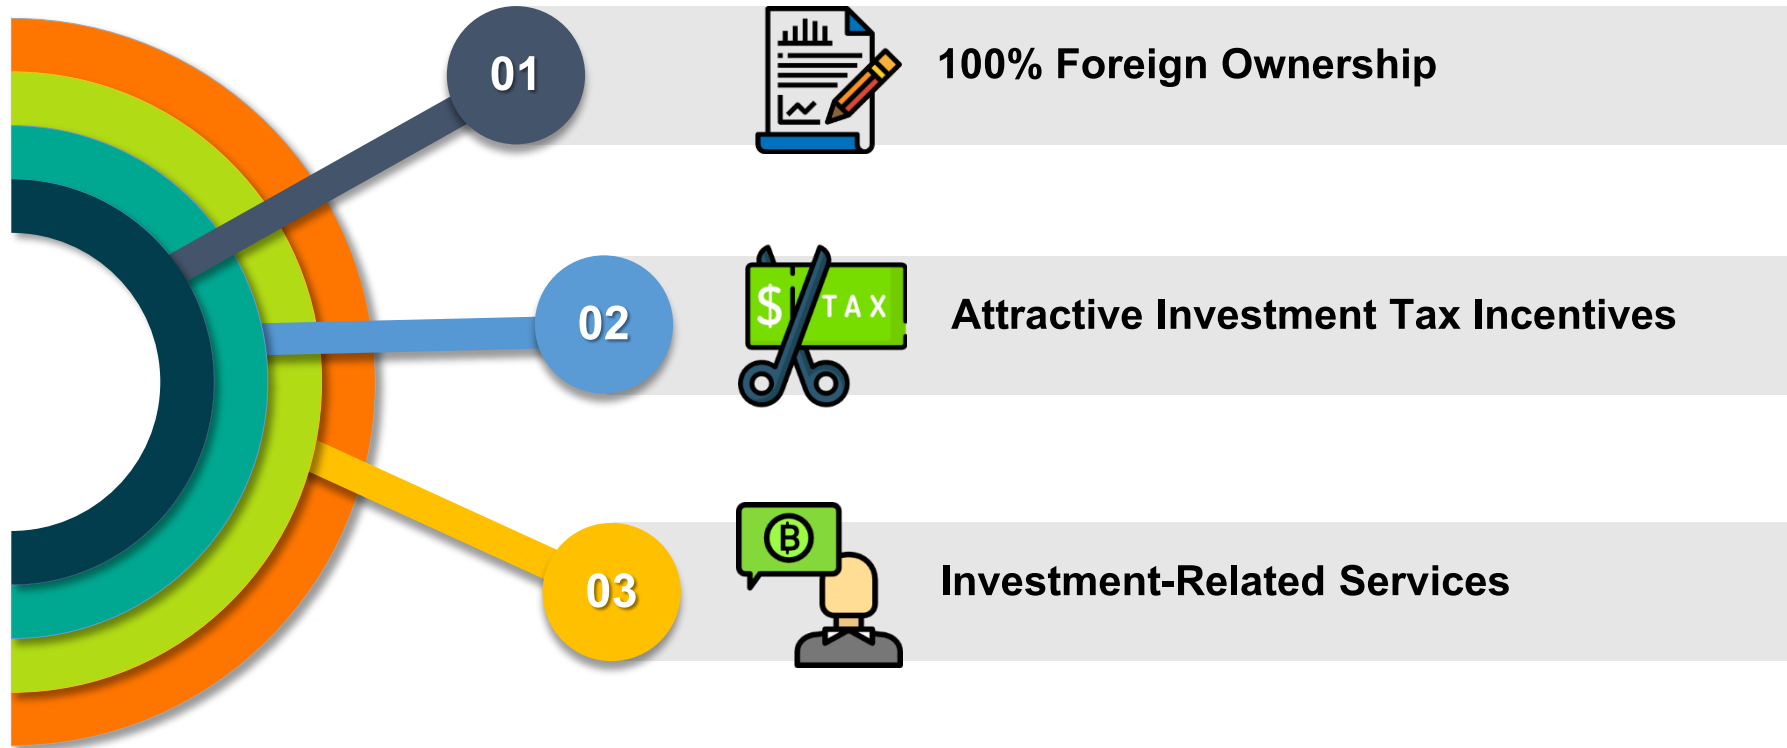 01
100% Foreign Ownership
02
$ TAX
Attractive Investment Tax Incentives
03
฿
Investment-Related Services